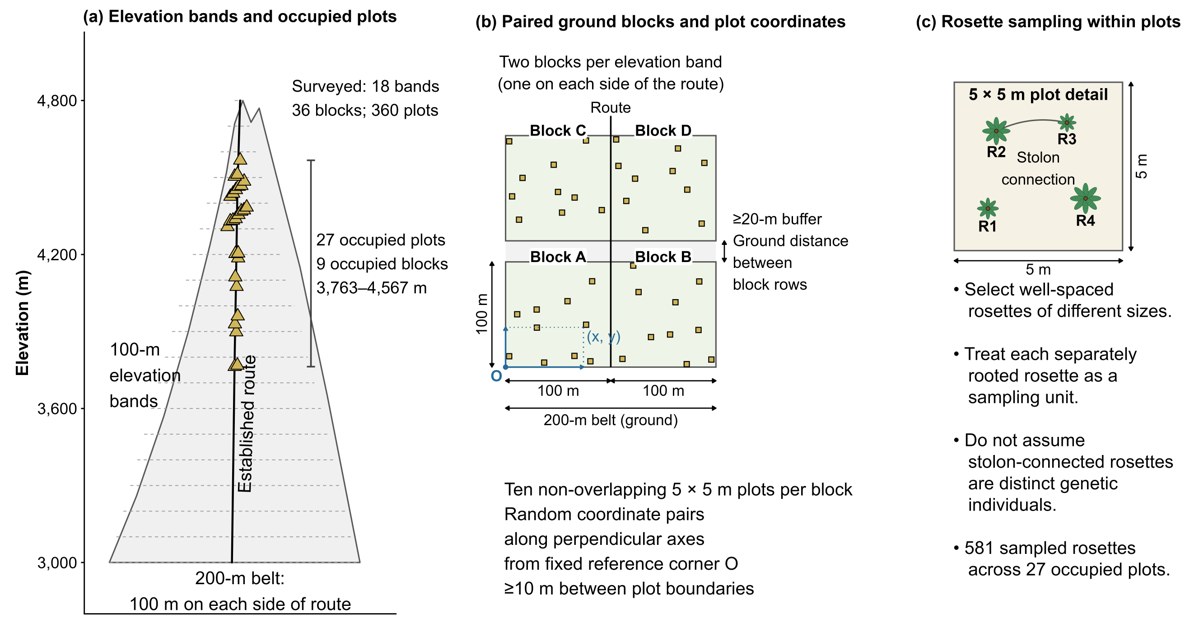 (a) Elevation bands and occupied plots
Elevation (m)
4,800
4,200
3,600
3,000
Surveyed: 18 bands
36 blocks; 360 plots
27 occupied plots
9 occupied blocks
3,763–4,567 m
100-m
elevation
bands
Established route
200-m belt:
100 m on each side of route
(b) Paired ground blocks and plot coordinates
Two blocks per elevation band
(one on each side of the route)
Route
Block C
Block D
≥20-m buffer
Ground distance
between
block rows
Block A
Block B
100 m
(x, y)
O
100 m
100 m
200-m belt (ground)
Ten non-overlapping 5 × 5 m plots per block
Random coordinate pairs
along perpendicular axes
from fixed reference corner O
≥10 m between plot boundaries
(c) Rosette sampling within plots
5 × 5 m plot detail
R2
R3
Stolon
connection
R1
R4
5 m
5 m
• Select well-spaced
rosettes of different sizes.
• Treat each separately
rooted rosette as a
sampling unit.
• Do not assume
stolon-connected rosettes
are distinct genetic
individuals.
• 581 sampled rosettes
across 27 occupied plots.